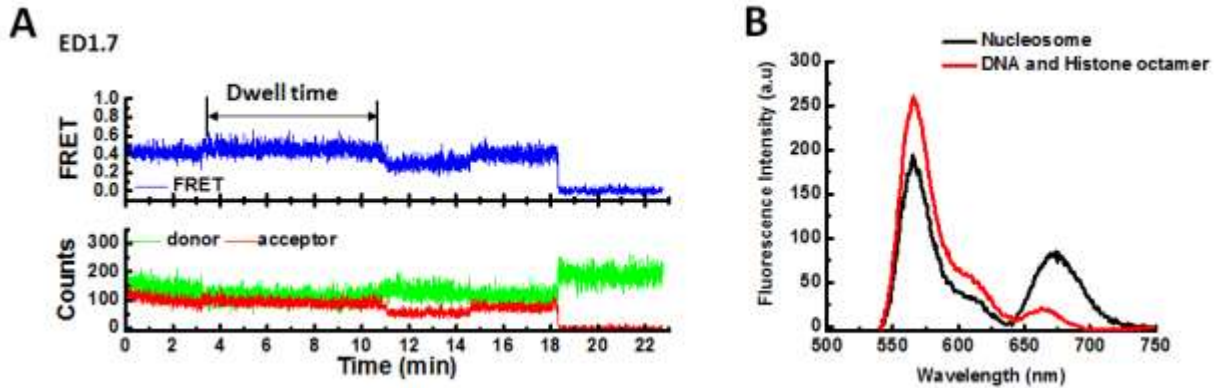 A
ED1.7
Dwell time
FRET
1.0
0.8
0.6
0.4
0.2
0.0
FRET
Counts
300
200
100
0
donor acceptor
0 2 4 6 8 10 12 14 16 18 20 22
Time (min)
B
Nucleosome
DNA and Histone octamer
Fluorescence Intensity (a.u)
300
250
200
150
100
50
0
500 550 600 650 700 750
Wavelength (nm)